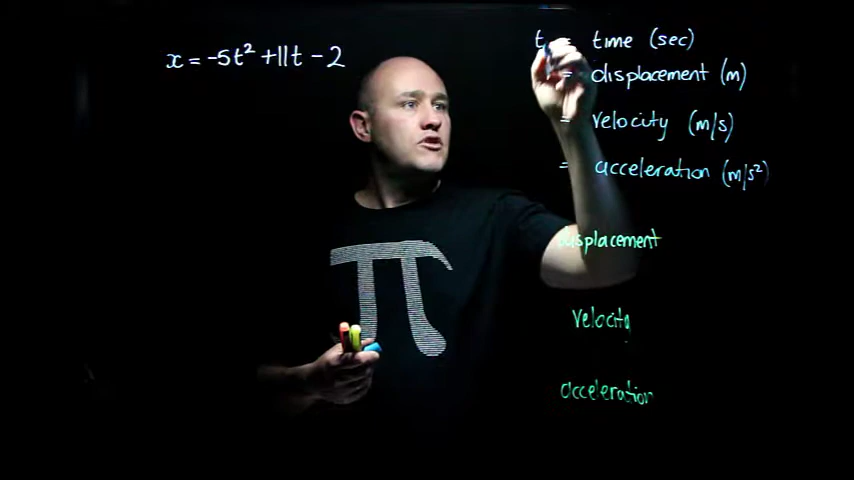 x = -5t² + 11t - 2
t = time (sec)
= displacement (m)
= velocity (m/s)
= acceleration (m/s²)
displacement
velocity
acceleration
π